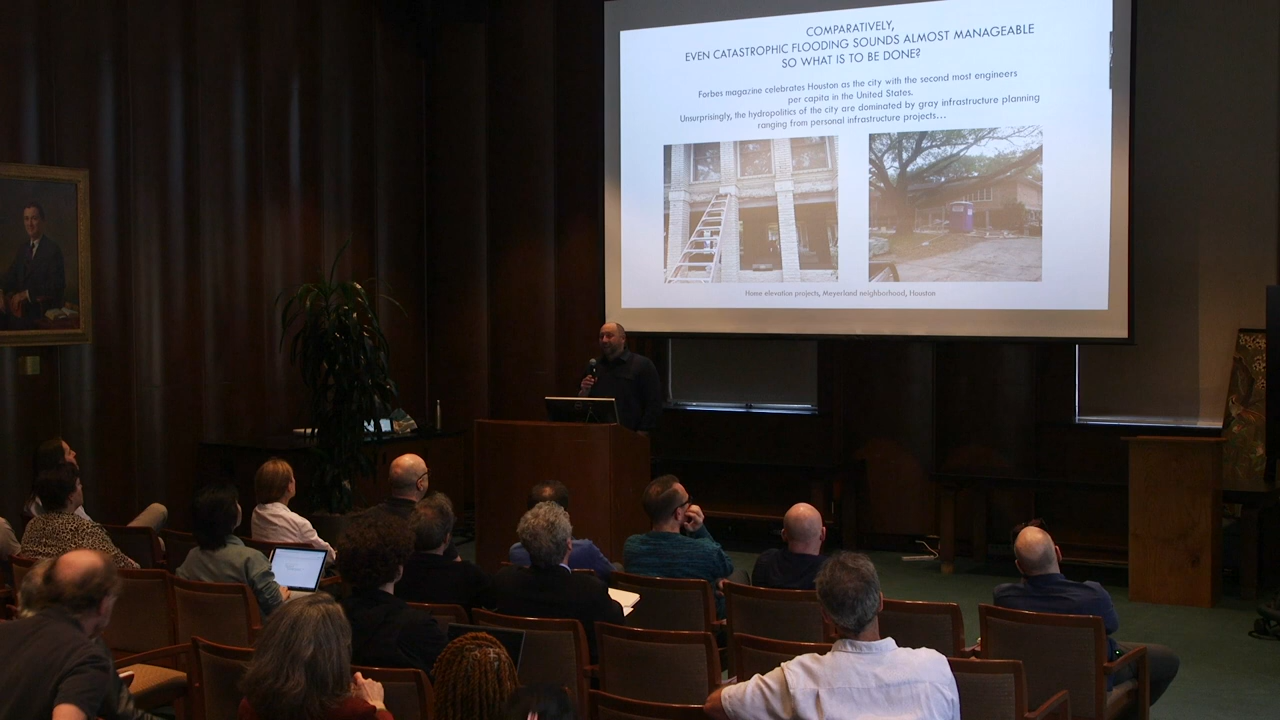 COMPARATIVELY,
EVEN CATASTROPHIC FLOODING SOUNDS ALMOST MANAGEABLE
SO WHAT IS TO BE DONE?
Forbes magazine celebrates Houston as the city with the second most engineers
per capita in the United States.
Unsurprisingly, the hydropolitics of the city are dominated by gray infrastructure planning
ranging from personal infrastructure projects...
Home elevation projects, Meyerland neighborhood, Houston